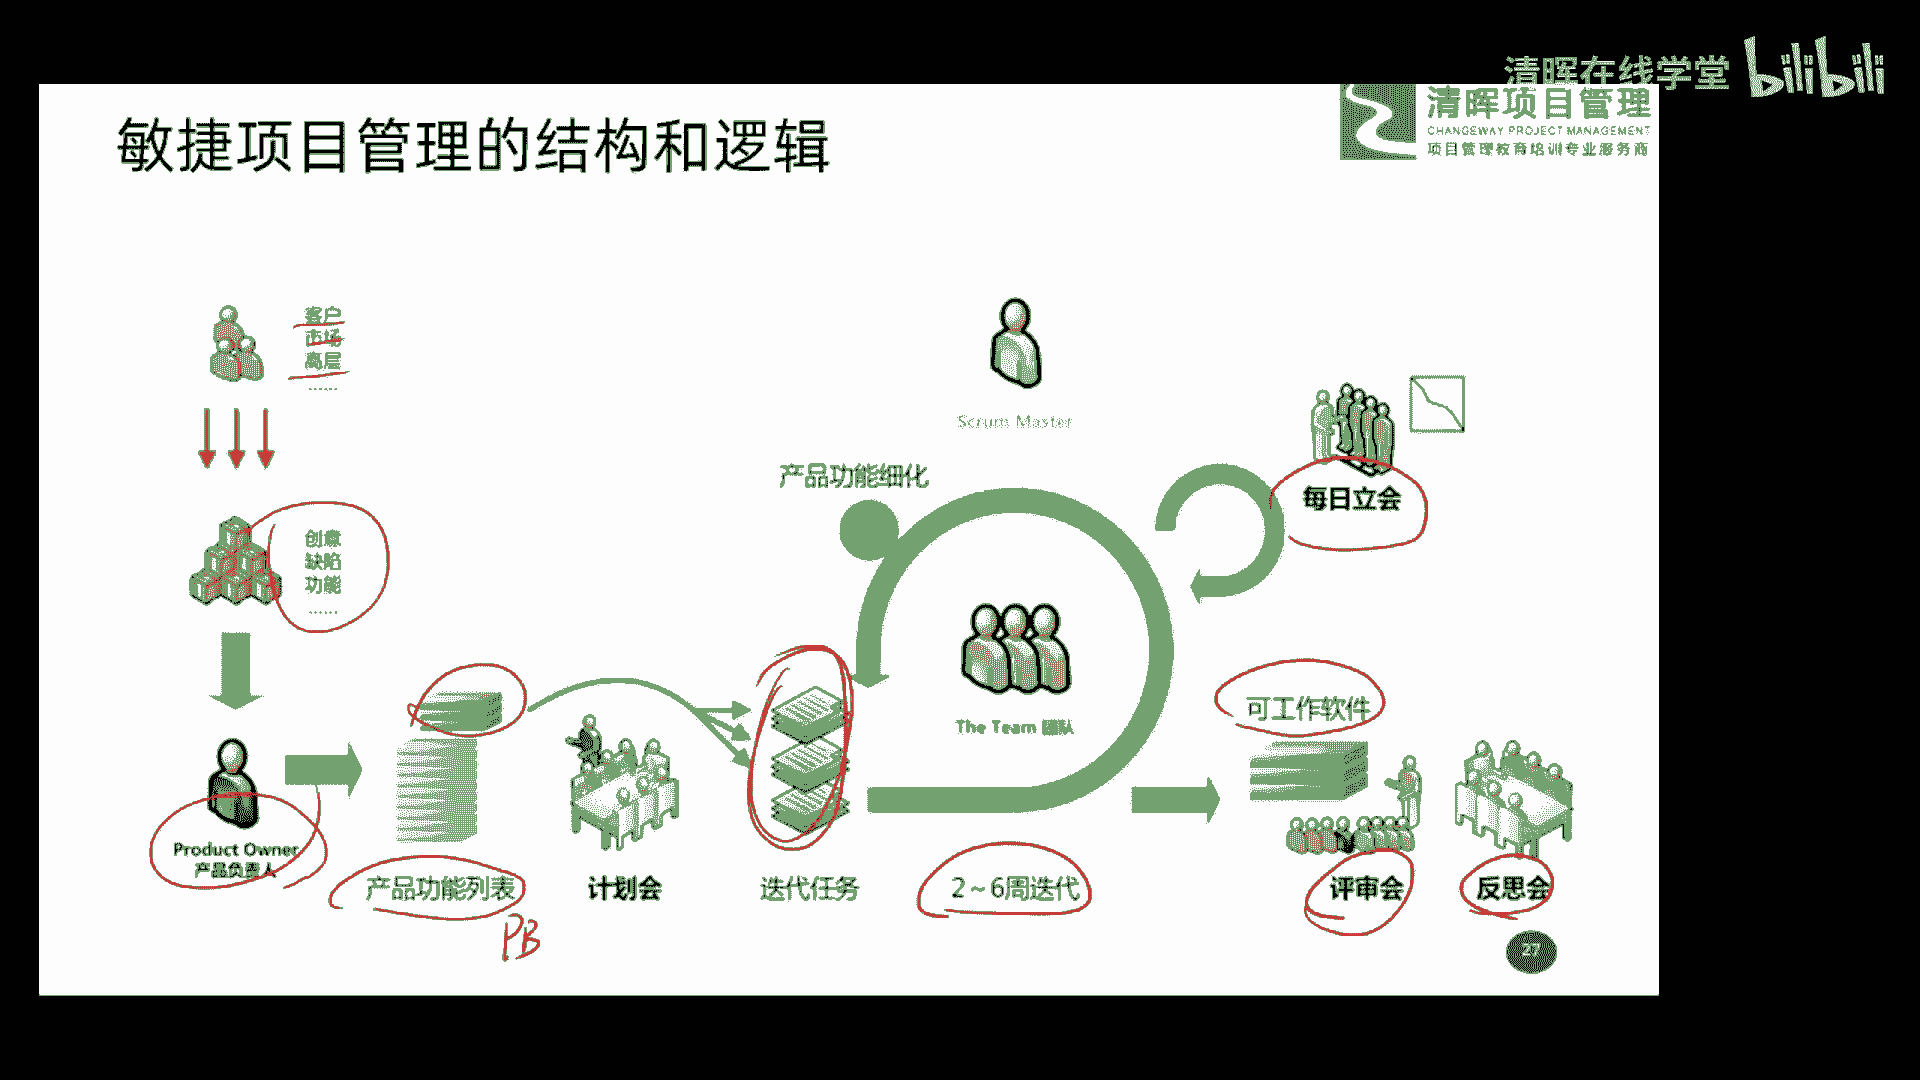 清晖在线学堂 bilibili
清晖项目管理
CHANGEWAY PROJECT MANAGEMENT
项目管理教育培训专业服务商
敏捷项目管理的结构和逻辑
客户
市场
高层
……
Scrum Master
产品功能细化
每日立会
创意
缺陷
功能
……
The Team 团队
可工作软件
Product Owner
产品负责人
产品功能列表
计划会
迭代任务
2~6周迭代
评审会
反思会
PB
27